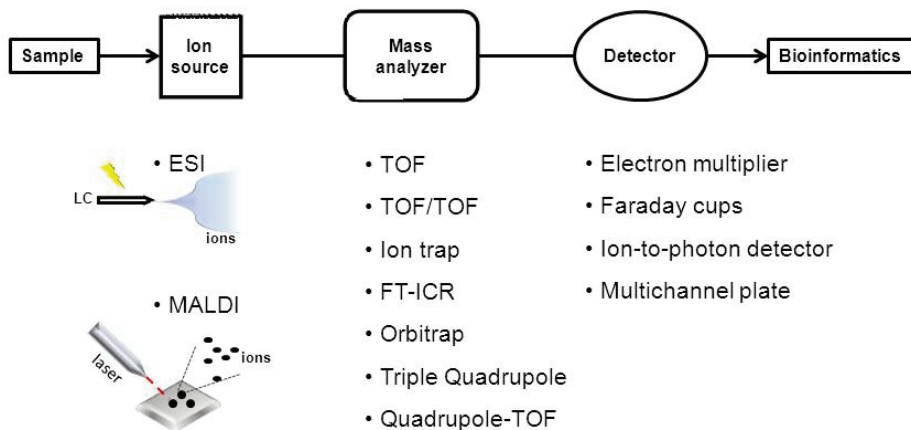 Sample
Ion
source
Mass
analyzer
Detector
Bioinformatics
• ESI
LC
ions
• MALDI
laser
ions
• TOF
• TOF/TOF
• Ion trap
• FT-ICR
• Orbitrap
• Triple Quadrupole
• Quadrupole-TOF
• Electron multiplier
• Faraday cups
• Ion-to-photon detector
• Multichannel plate